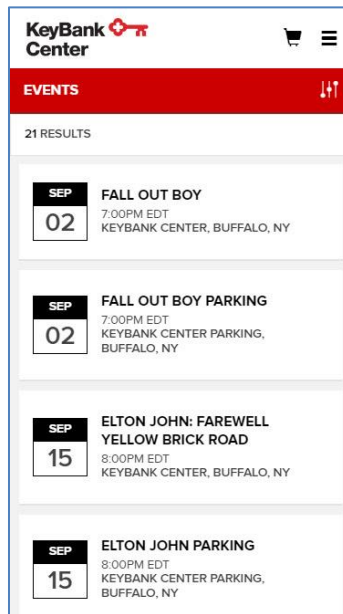 KeyBank
Center
EVENTS
21 RESULTS
SEP
02
FALL OUT BOY
7:00PM EDT
KEYBANK CENTER, BUFFALO, NY
SEP
02
FALL OUT BOY PARKING
7:00PM EDT
KEYBANK CENTER PARKING,
BUFFALO, NY
SEP
15
ELTON JOHN: FAREWELL
YELLOW BRICK ROAD
8:00PM EDT
KEYBANK CENTER, BUFFALO, NY
SEP
15
ELTON JOHN PARKING
8:00PM EDT
KEYBANK CENTER PARKING,
BUFFALO, NY